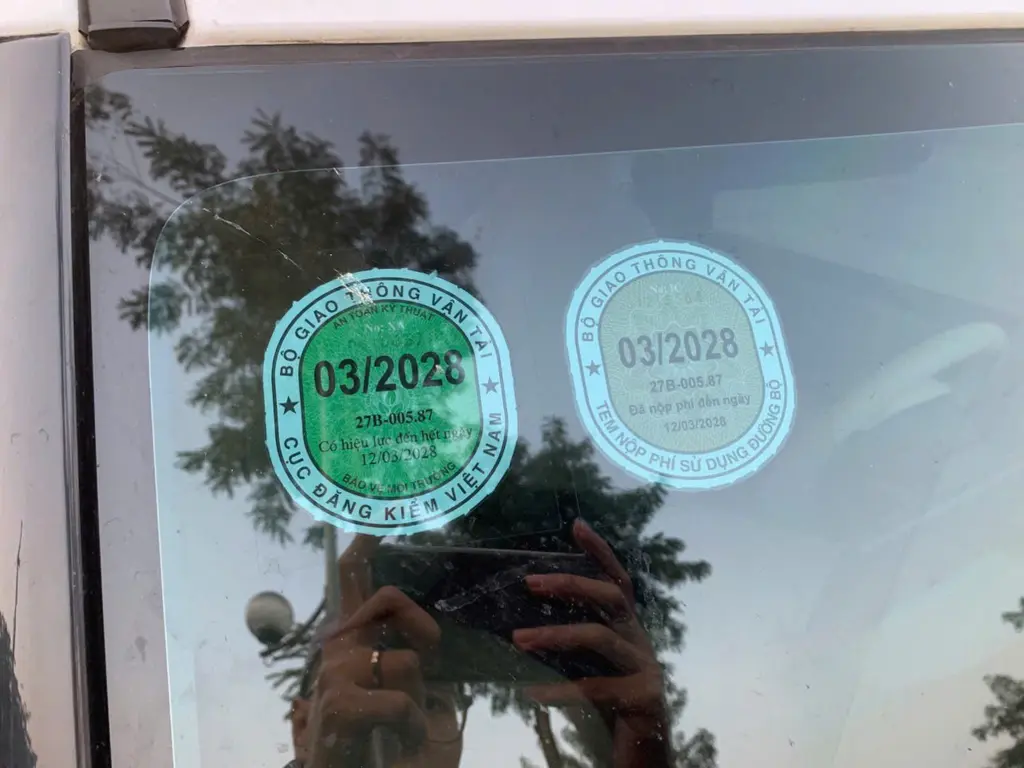 BỘ GIAO THÔNG VẬN TẢI
AN TOÀN KỸ THUẬT
No: XA
03/2028
27B-005.87
Có hiệu lực đến hết ngày
12/03/2028
BẢO VỆ MÔI TRƯỜNG
CỤC ĐĂNG KIỂM VIỆT NAM
BỘ GIAO THÔNG VẬN TẢI
No:
03/2028
27B-005.87
Đã nộp phí đến ngày
12/03/2028
TEM NỘP PHÍ SỬ DỤNG ĐƯỜNG BỘ